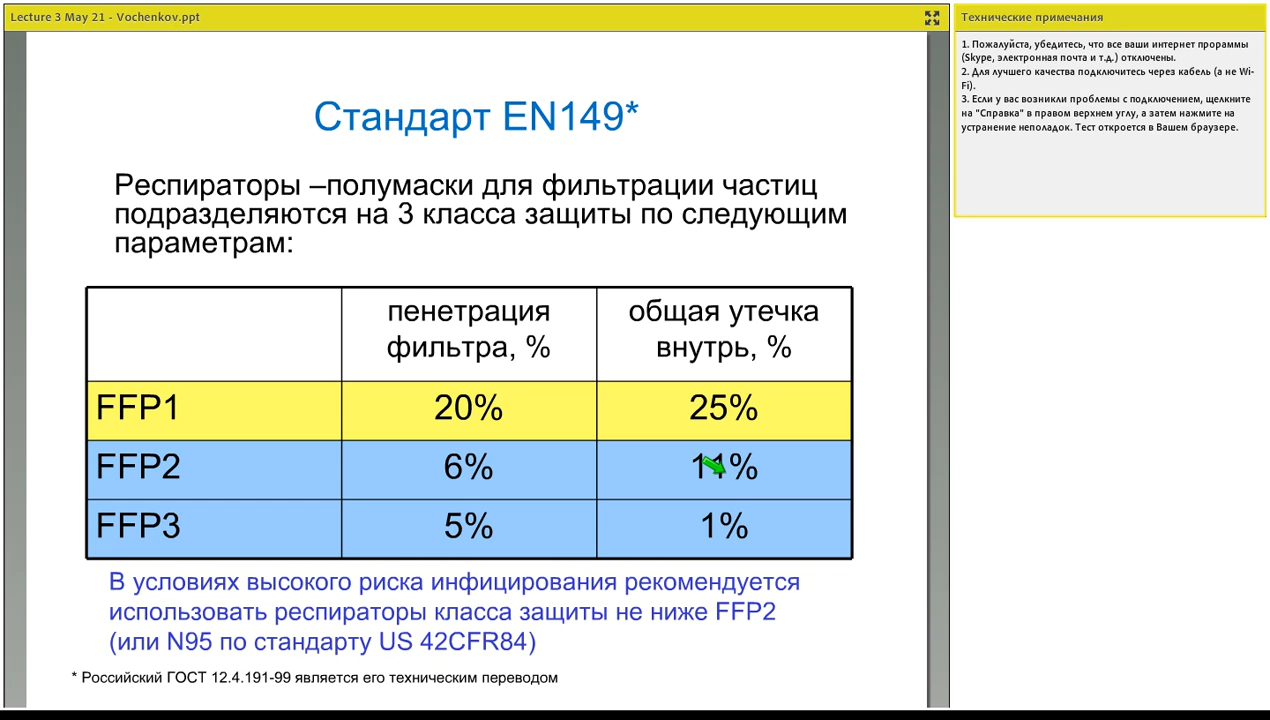 Lecture 3 May 21 - Vochenkov.ppt
Стандарт EN149*
Респираторы –полумаски для фильтрации частиц
подразделяются на 3 класса защиты по следующим
параметрам:
пенетрация
фильтра, %
общая утечка
внутрь, %
FFP1 20% 25%
FFP2 6% 11%
FFP3 5% 1%
В условиях высокого риска инфицирования рекомендуется
использовать респираторы класса защиты не ниже FFP2
(или N95 по стандарту US 42CFR84)
* Российский ГОСТ 12.4.191-99 является его техническим переводом
Технические примечания
1. Пожалуйста, убедитесь, что все ваши интернет прораммы
(Skype, электронная почта и т.д.) отключены.
2. Для лучшего качества подключитесь через кабель (а не Wi-
Fi).
3. Если у вас возникли проблемы с подключением, щелкните
на "Справка" в правом верхнем углу, а затем нажмите на
устранение неполадок. Тест откроется в Вашем браузере.